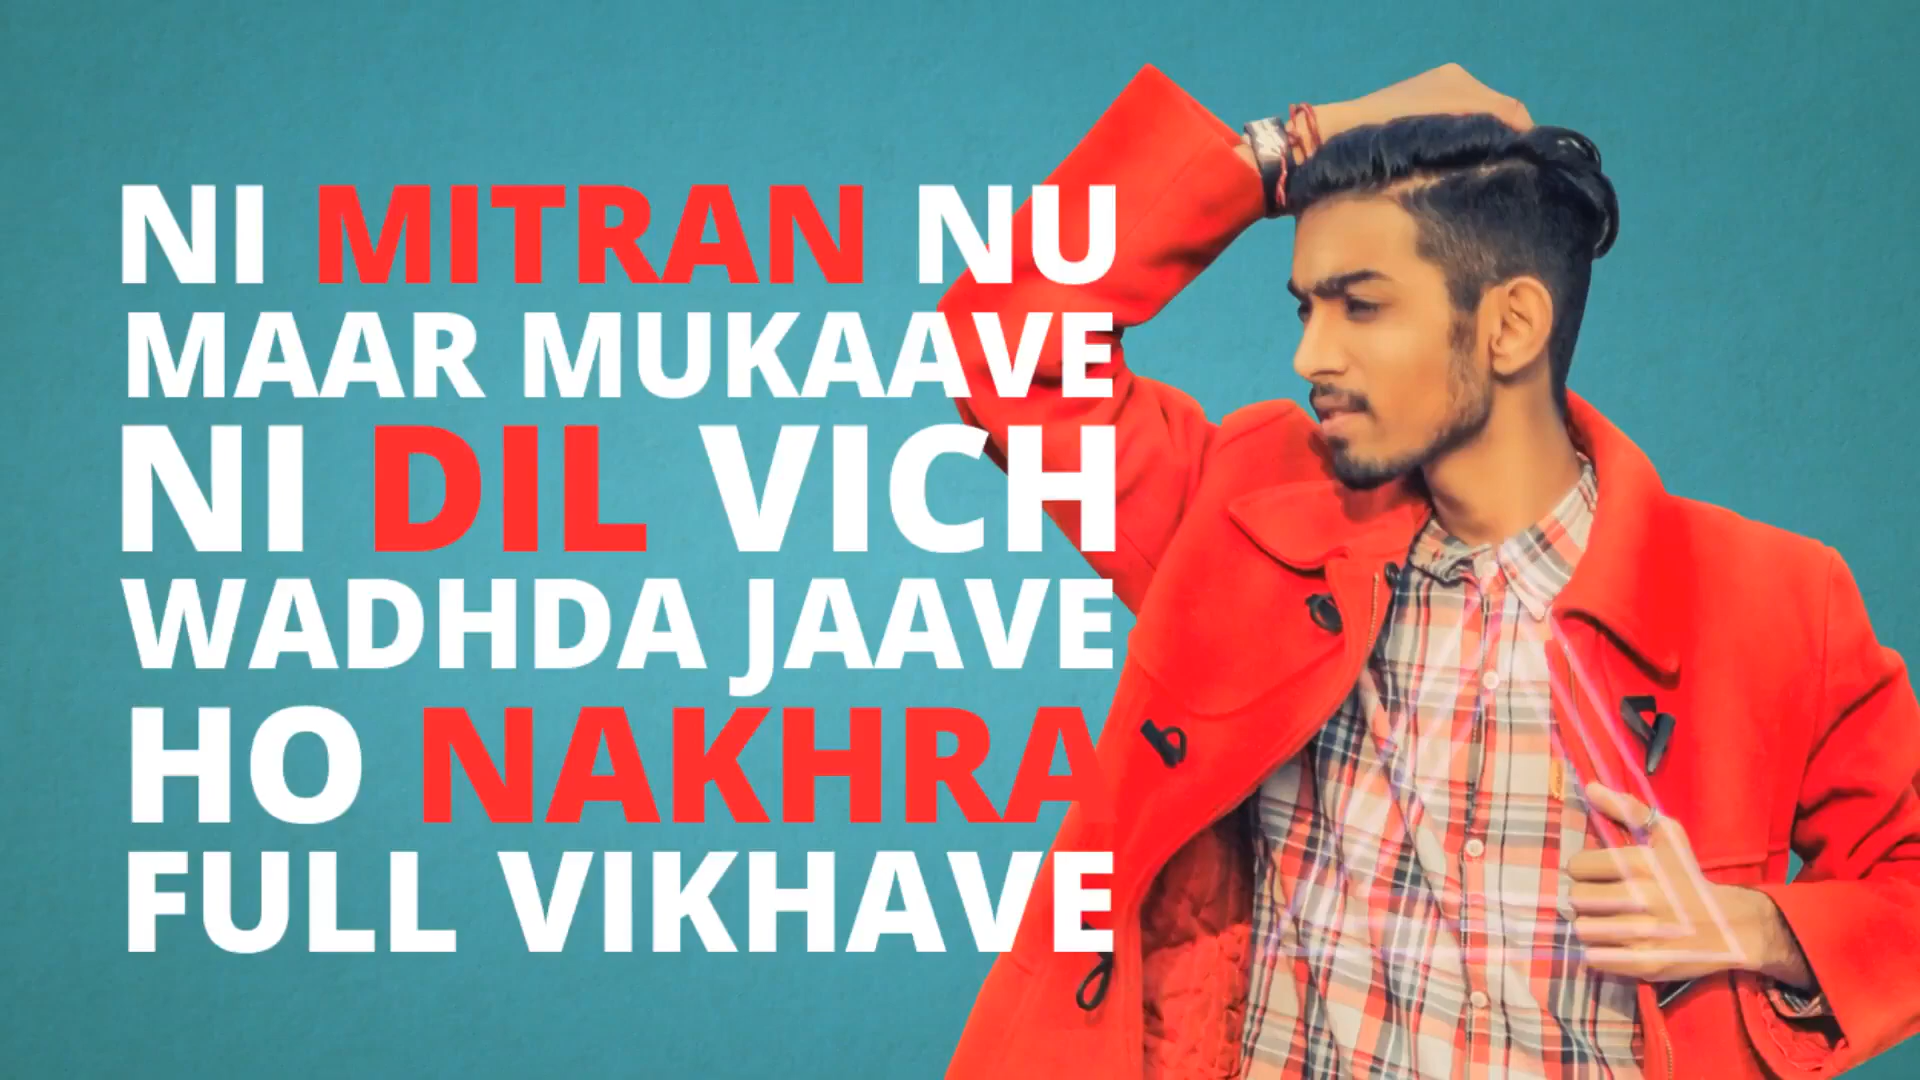 NI MITRAN NU
MAAR MUKAAVE
NI DIL VICH
WADHDA JAAVE
HO NAKHRA
FULL VIKHAVE